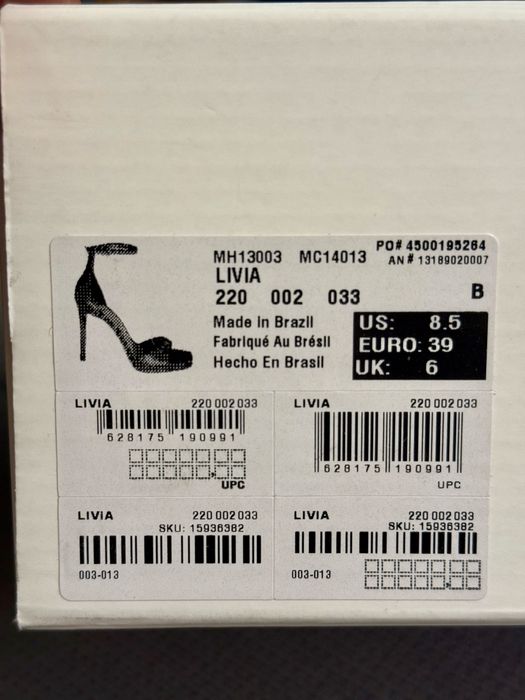 MH13003 MC14013 PO# 4500195264
AN # 13189020007
LIVIA
220 002 033 B
Made in Brazil
Fabriqué Au Brésil
Hecho En Brasil
US: 8.5
EURO: 39
UK: 6
LIVIA 220 002 033
628175 190991
UPC
LIVIA 220 002 033
628175 190991
UPC
LIVIA 220 002 033
SKU: 15936382
003-013
LIVIA 220 002 033
SKU: 15936382
003-013